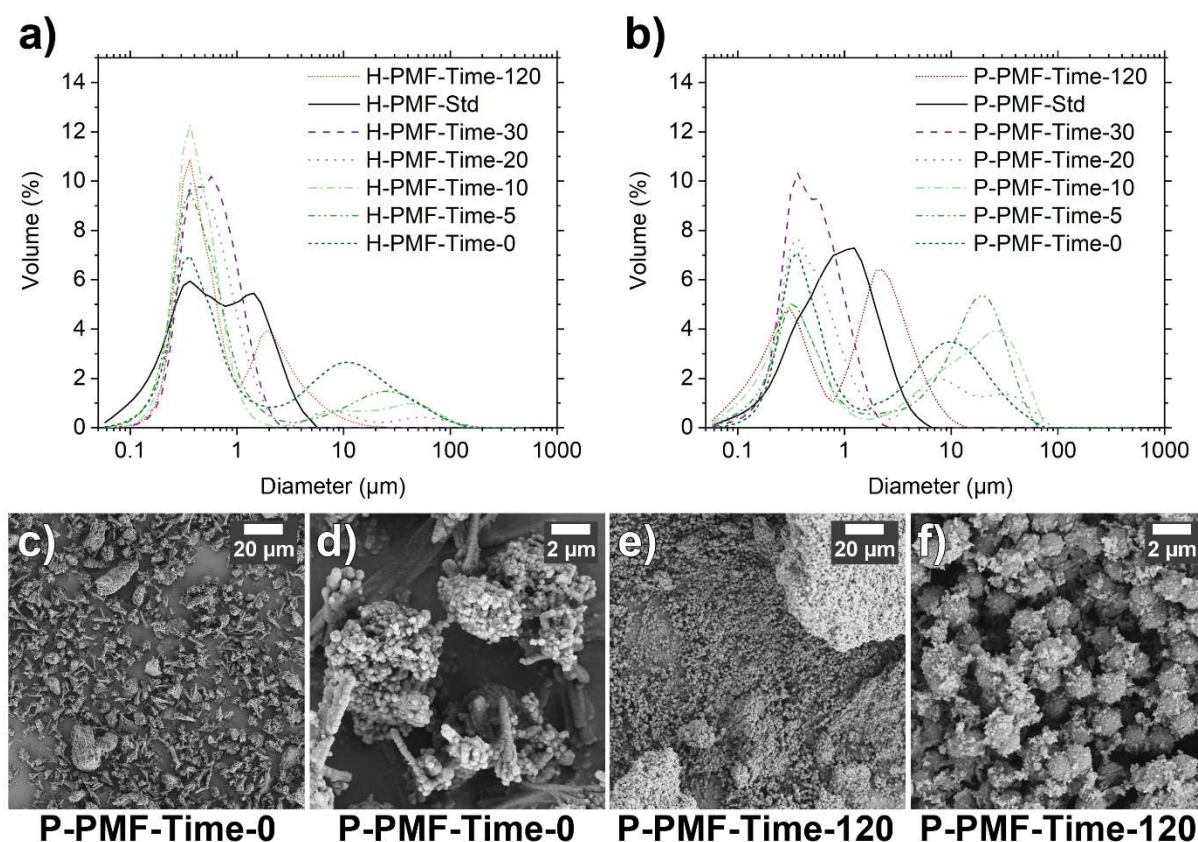 a)
14
12
10
8
6
4
2
0
Volume (%)
H-PMF-Time-120
H-PMF-Std
H-PMF-Time-30
H-PMF-Time-20
H-PMF-Time-10
H-PMF-Time-5
H-PMF-Time-0
0.1 1 10 100 1000
Diameter (µm)
b)
14
12
10
8
6
4
2
0
Volume (%)
P-PMF-Time-120
P-PMF-Std
P-PMF-Time-30
P-PMF-Time-20
P-PMF-Time-10
P-PMF-Time-5
P-PMF-Time-0
0.1 1 10 100 1000
Diameter (µm)
c)
20 µm
P-PMF-Time-0
d)
2 µm
P-PMF-Time-0
e)
20 µm
P-PMF-Time-120
f)
2 µm
P-PMF-Time-120